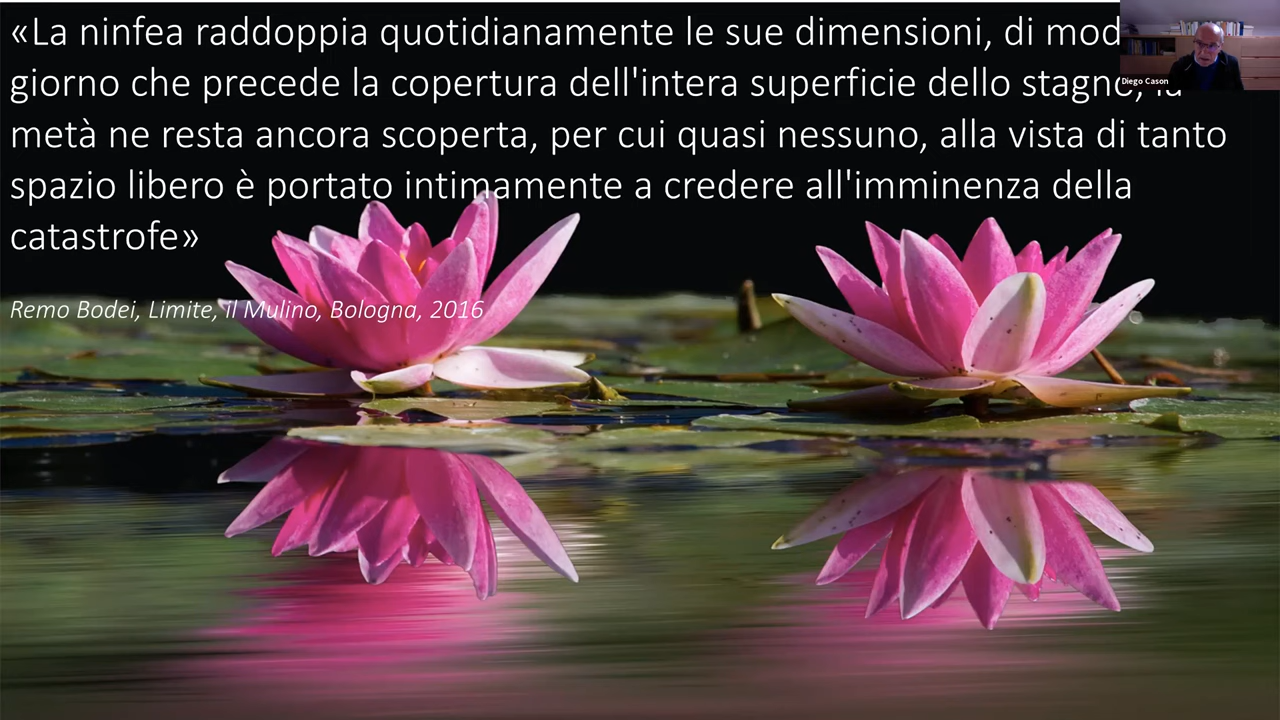 «La ninfea raddoppia quotidianamente le sue dimensioni, di mod
giorno che precede la copertura dell'intera superficie dello stagno,
metà ne resta ancora scoperta, per cui quasi nessuno, alla vista di tanto
spazio libero è portato intimamente a credere all'imminenza della
catastrofe»
Remo Bodei, Limite, il Mulino, Bologna, 2016
Diego Cason